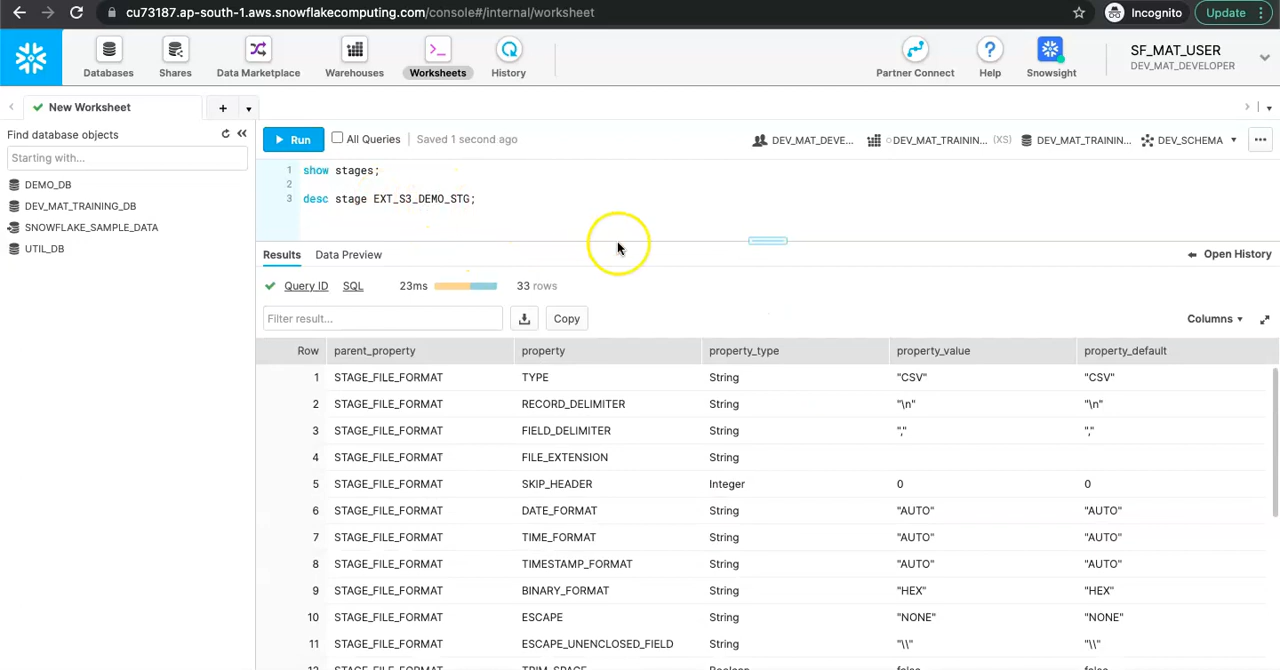 cu73187.ap-south-1.aws.snowflakecomputing.com/console#/internal/worksheet
Incognito
Update
Databases
Shares
Data Marketplace
Warehouses
Worksheets
History
Partner Connect
Help
Snowsight
SF_MAT_USER
DEV_MAT_DEVELOPER
New Worksheet
Find database objects
Starting with...
DEMO_DB
DEV_MAT_TRAINING_DB
SNOWFLAKE_SAMPLE_DATA
UTIL_DB
Run
All Queries
Saved 1 second ago
DEV_MAT_DEVE...
DEV_MAT_TRAININ... (XS)
DEV_MAT_TRAININ...
DEV_SCHEMA
1 show stages;
2
3 desc stage EXT_S3_DEMO_STG;
Results
Data Preview
Open History
Query ID
SQL
23ms
33 rows
Filter result...
Copy
Columns
Row parent_property property property_type property_value property_default
1 STAGE_FILE_FORMAT TYPE String "CSV" "CSV"
2 STAGE_FILE_FORMAT RECORD_DELIMITER String "\n" "\n"
3 STAGE_FILE_FORMAT FIELD_DELIMITER String "," ","
4 STAGE_FILE_FORMAT FILE_EXTENSION String
5 STAGE_FILE_FORMAT SKIP_HEADER Integer 0 0
6 STAGE_FILE_FORMAT DATE_FORMAT String "AUTO" "AUTO"
7 STAGE_FILE_FORMAT TIME_FORMAT String "AUTO" "AUTO"
8 STAGE_FILE_FORMAT TIMESTAMP_FORMAT String "AUTO" "AUTO"
9 STAGE_FILE_FORMAT BINARY_FORMAT String "HEX" "HEX"
10 STAGE_FILE_FORMAT ESCAPE String "NONE" "NONE"
11 STAGE_FILE_FORMAT ESCAPE_UNENCLOSED_FIELD String "\\" "\\"
12 STAGE_FILE_FORMAT TRIM_SPACE Boolean false false